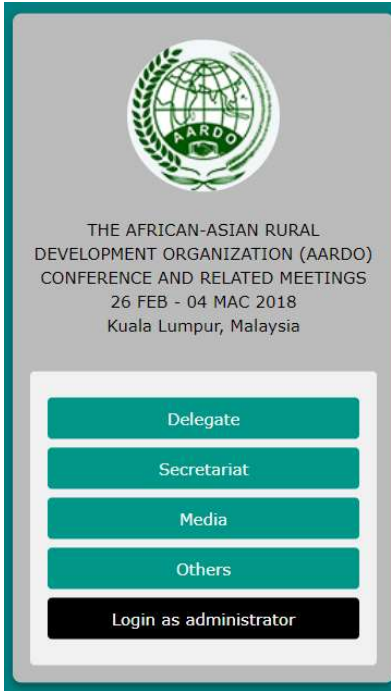 AARDO
THE AFRICAN-ASIAN RURAL
DEVELOPMENT ORGANIZATION (AARDO)
CONFERENCE AND RELATED MEETINGS
26 FEB - 04 MAC 2018
Kuala Lumpur, Malaysia
Delegate
Secretariat
Media
Others
Login as administrator